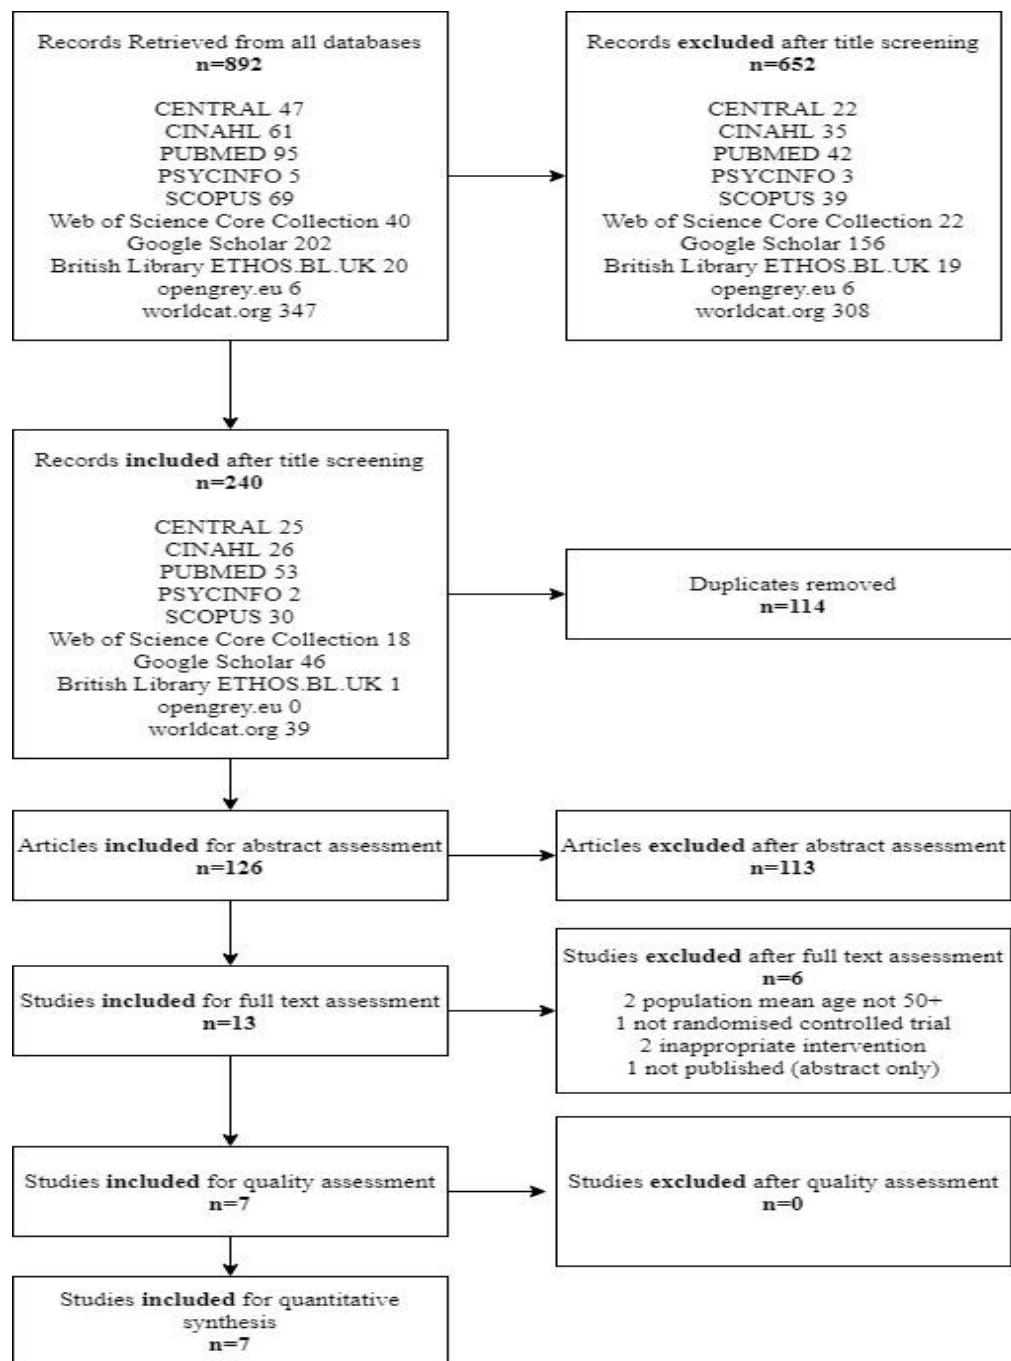 Records Retrieved from all databases
n=892
CENTRAL 47
CINAHL 61
PUBMED 95
PSYCINFO 5
SCOPUS 69
Web of Science Core Collection 40
Google Scholar 202
British Library ETHOS.BL.UK 20
opengrey.eu 6
worldcat.org 347
Records excluded after title screening
n=652
CENTRAL 22
CINAHL 35
PUBMED 42
PSYCINFO 3
SCOPUS 39
Web of Science Core Collection 22
Google Scholar 156
British Library ETHOS.BL.UK 19
opengrey.eu 6
worldcat.org 308
Records included after title screening
n=240
CENTRAL 25
CINAHL 26
PUBMED 53
PSYCINFO 2
SCOPUS 30
Web of Science Core Collection 18
Google Scholar 46
British Library ETHOS.BL.UK 1
opengrey.eu 0
worldcat.org 39
Duplicates removed
n=114
Articles included for abstract assessment
n=126
Articles excluded after abstract assessment
n=113
Studies included for full text assessment
n=13
Studies excluded after full text assessment
n=6
2 population mean age not 50+
1 not randomised controlled trial
2 inappropriate intervention
1 not published (abstract only)
Studies included for quality assessment
n=7
Studies excluded after quality assessment
n=0
Studies included for quantitative
synthesis
n=7